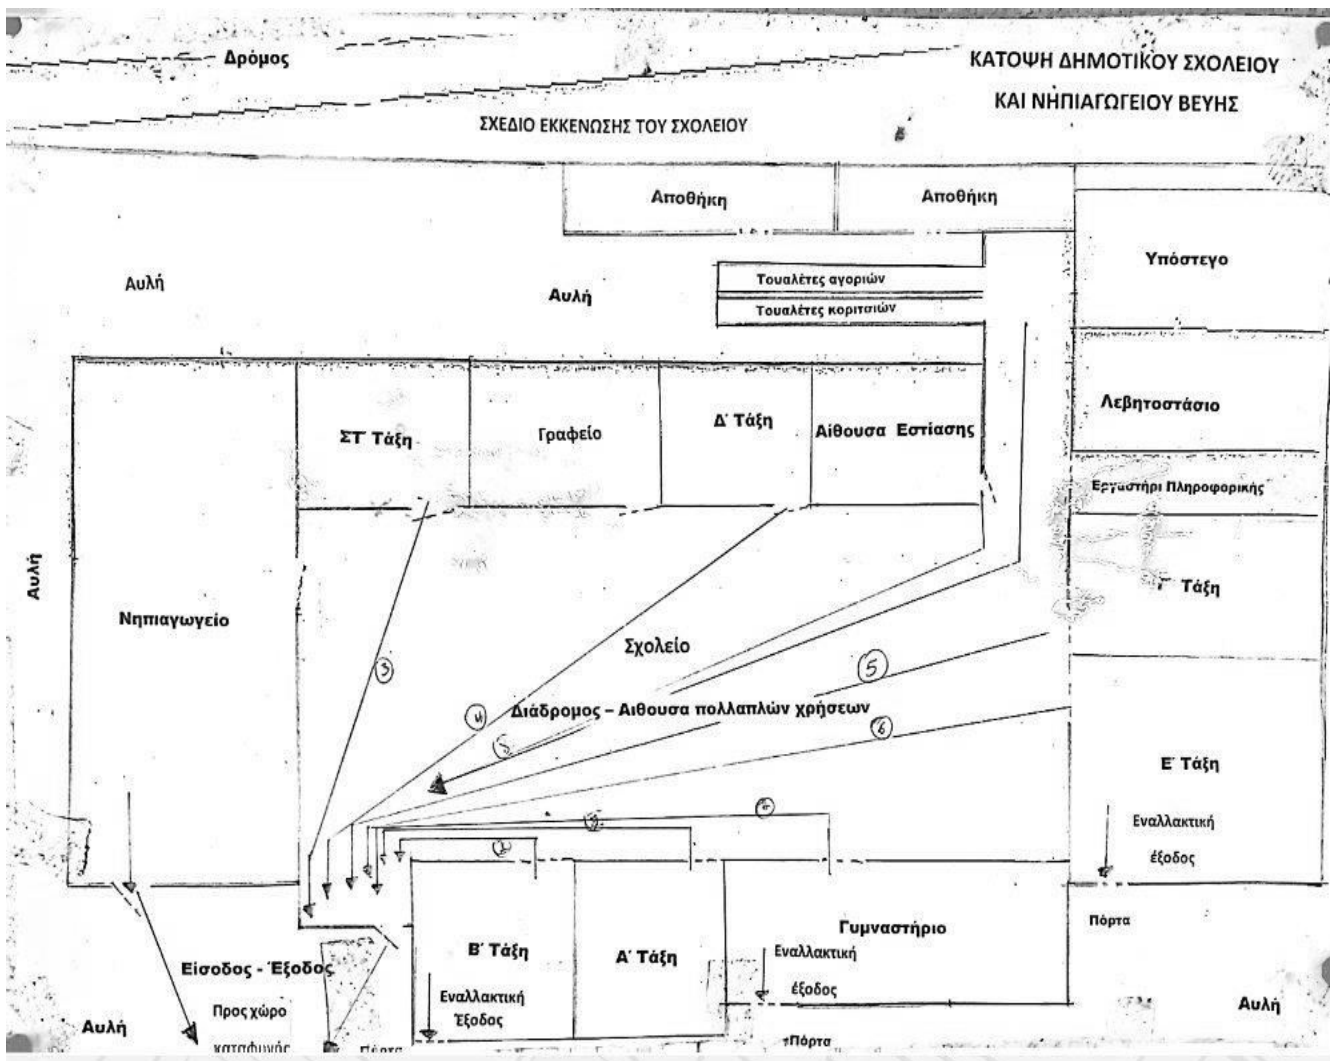 Δρόμος
ΚΑΤΟΨΗ ΔΗΜΟΤΙΚΟΥ ΣΧΟΛΕΙΟΥ
ΚΑΙ ΝΗΠΙΑΓΩΓΕΙΟΥ ΒΕΥΗΣ
ΣΧΕΔΙΟ ΕΚΚΕΝΩΣΗΣ ΤΟΥ ΣΧΟΛΕΙΟΥ
Αποθήκη
Αποθήκη
Υπόστεγο
Αυλή
Αυλή
Τουαλέτες αγοριών
Τουαλέτες κοριτσιών
ΣΤ΄ Τάξη
Γραφείο
Δ΄ Τάξη
Αίθουσα Εστίασης
Λεβητοστάσιο
Εργαστήρι Πληροφορικής
Αυλή
Νηπιαγωγείο
Τάξη
Σχολείο
3
5
4
Διάδρομος – Αιθουσα πολλαπλών χρήσεων
6
Ε΄ Τάξη
Εναλλακτική
έξοδος
2
Πόρτα
Β΄ Τάξη
Α΄ Τάξη
Γυμναστήριο
Εναλλακτική
έξοδος
Είσοδος - Έξοδος
Προς χώρο
καταφυγής
Εναλλακτική
Έξοδος
Αυλή
Αυλή
Πόρτα
Πόρτα